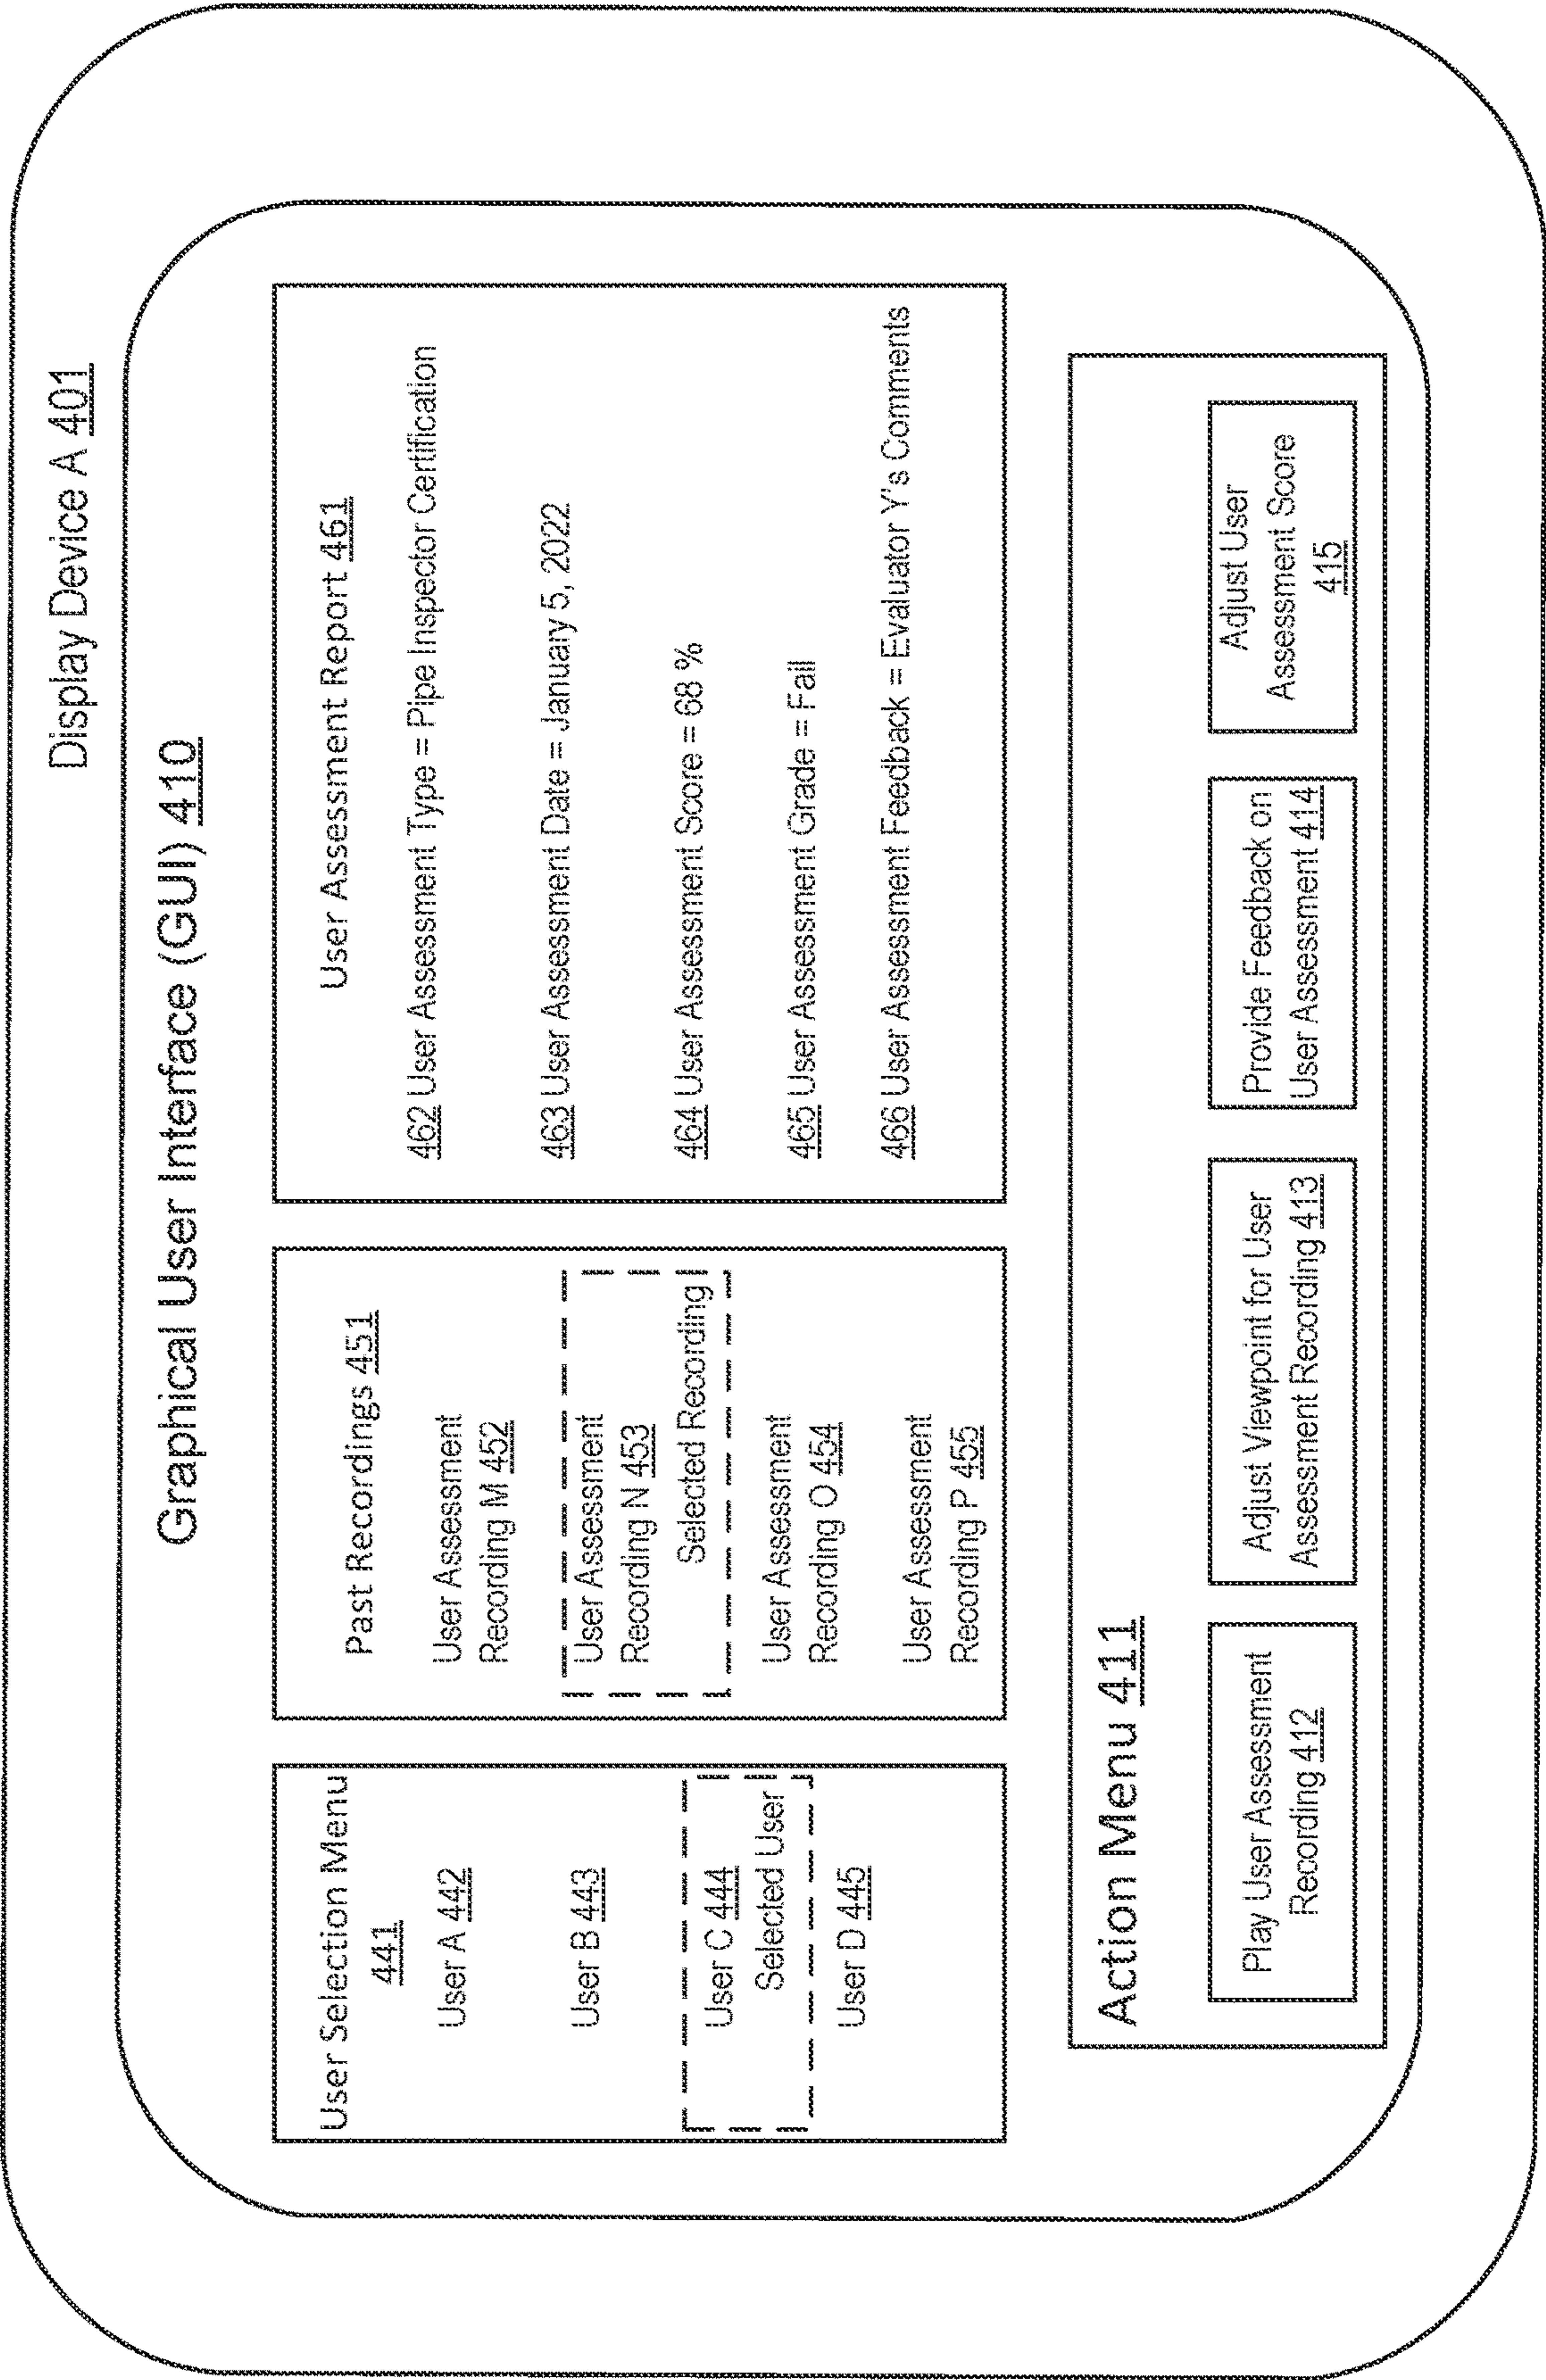 Display Device A 401
Graphical User Interface (GUI) 410
User Selection Menu
441
User A 442
User B 443
User C 444
Selected User
User D 445
Past Recordings 451
User Assessment
Recording M 452
User Assessment
Recording N 453
Selected Recording
User Assessment
Recording O 454
User Assessment
Recording P 455
User Assessment Report 461
462 User Assessment Type = Pipe Inspector Certification
463 User Assessment Date = January 5, 2022
464 User Assessment Score = 68 %
465 User Assessment Grade = Fail
466 User Assessment Feedback = Evaluator Y's Comments
Action Menu 411
Play User Assessment
Recording 412
Adjust Viewpoint for User
Assessment Recording 413
Provide Feedback on
User Assessment 414
Adjust User
Assessment Score
415